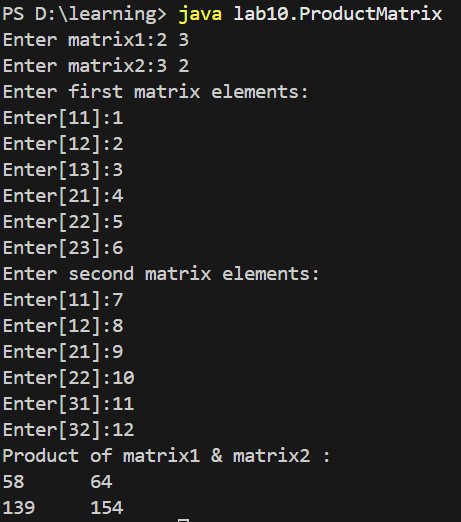 PS D:\learning> java lab10.ProductMatrix
Enter matrix1:2 3
Enter matrix2:3 2
Enter first matrix elements:
Enter[11]:1
Enter[12]:2
Enter[13]:3
Enter[21]:4
Enter[22]:5
Enter[23]:6
Enter second matrix elements:
Enter[11]:7
Enter[12]:8
Enter[21]:9
Enter[22]:10
Enter[31]:11
Enter[32]:12
Product of matrix1 & matrix2 :
58      64
139     154